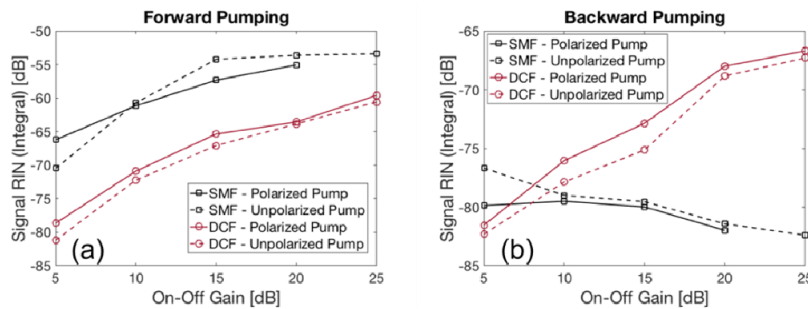 Forward Pumping
Signal RIN (Integral) [dB]
-50
-55
-60
-65
-70
-75
-80
-85
SMF - Polarized Pump
SMF - Unpolarized Pump
DCF - Polarized Pump
DCF - Unpolarized Pump
(a)
5 10 15 20 25
On-Off Gain [dB]
Backward Pumping
Signal RIN (Integral) [dB]
-65
-70
-75
-80
-85
SMF - Polarized Pump
SMF - Unpolarized Pump
DCF - Polarized Pump
DCF - Unpolarized Pump
(b)
5 10 15 20 25
On-Off Gain [dB]